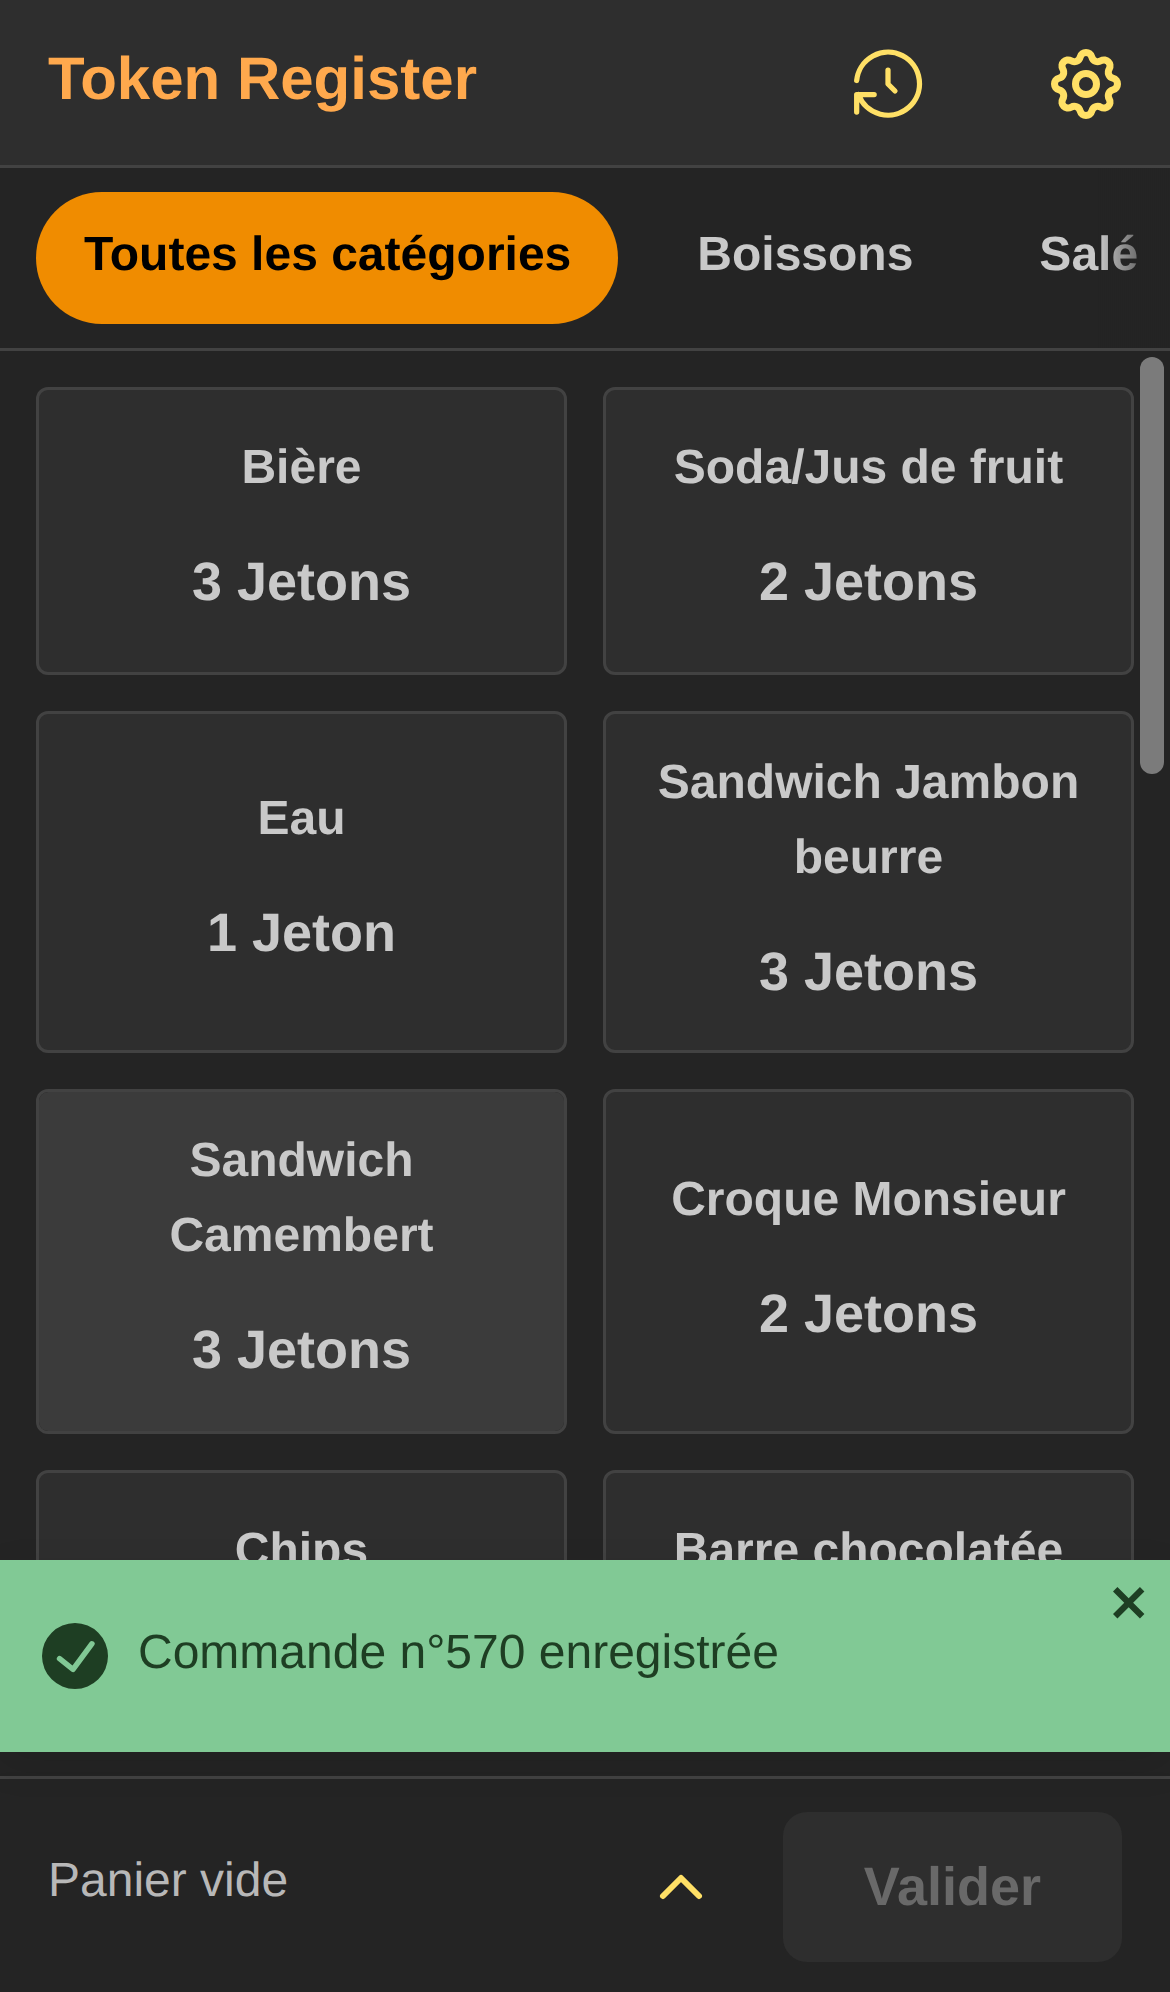 Token Register
Toutes les catégories
Boissons
Salé
Bière
3 Jetons
Soda/Jus de fruit
2 Jetons
Eau
1 Jeton
Sandwich Jambon
beurre
3 Jetons
Sandwich
Camembert
3 Jetons
Croque Monsieur
2 Jetons
Chips
Barre chocolatée
Commande n°570 enregistrée
Panier vide
Valider